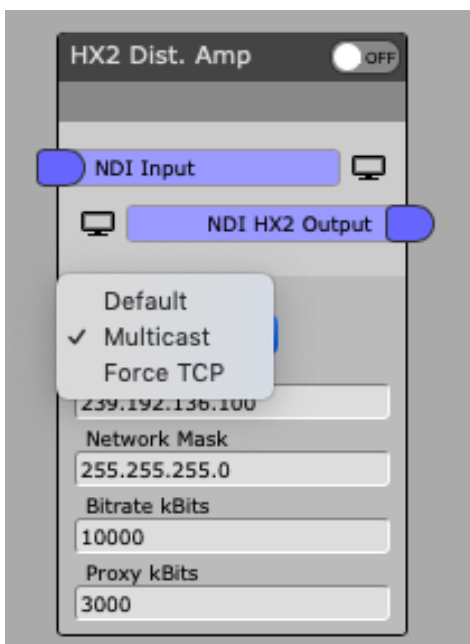 HX2 Dist. Amp OFF
NDI Input
NDI HX2 Output
Default
✓ Multicast
Force TCP
239.192.136.100
Network Mask
255.255.255.0
Bitrate kBits
10000
Proxy kBits
3000